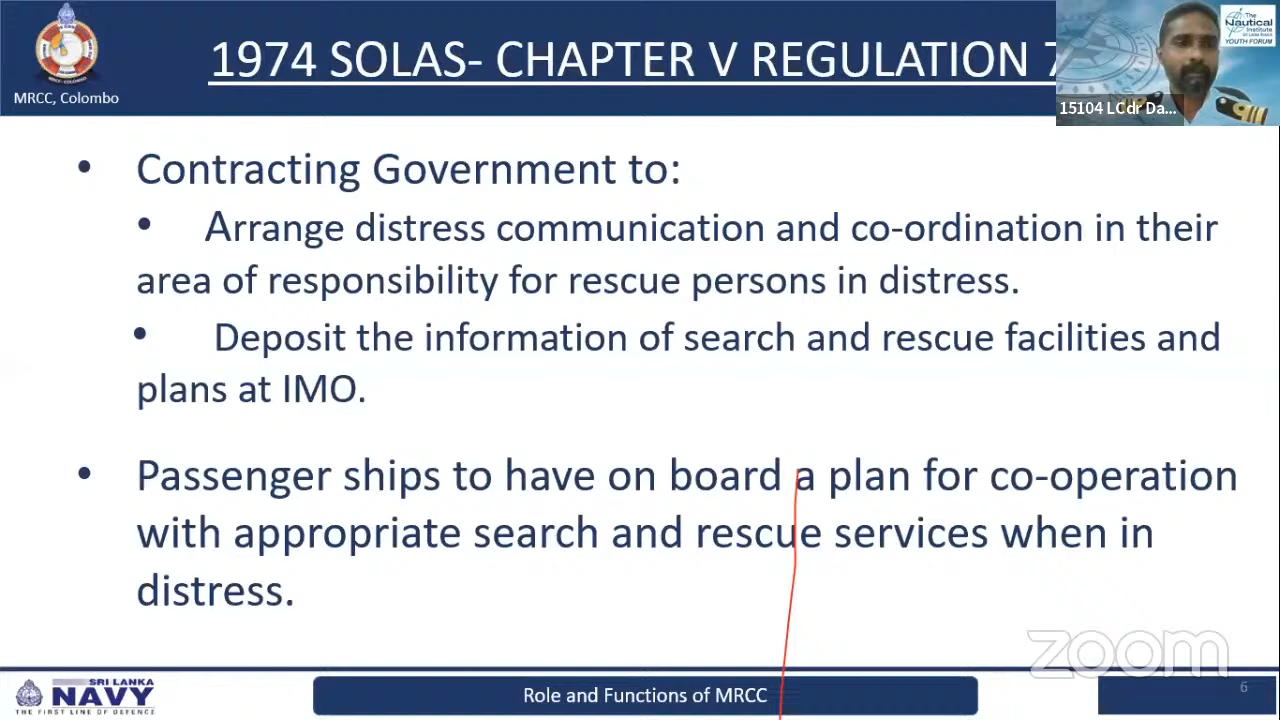 MRCC, Colombo
1974 SOLAS- CHAPTER V REGULATION 7
The
Nautical
Institute
YOUTH FORUM
15104 LCdr Da...
• Contracting Government to:
• Arrange distress communication and co-ordination in their
area of responsibility for rescue persons in distress.
• Deposit the information of search and rescue facilities and
plans at IMO.
• Passenger ships to have on board a plan for co-operation
with appropriate search and rescue services when in
distress.
zoom
SRI LANKA
NAVY
THE FIRST LINE OF DEFENCE
Role and Functions of MRCC
6